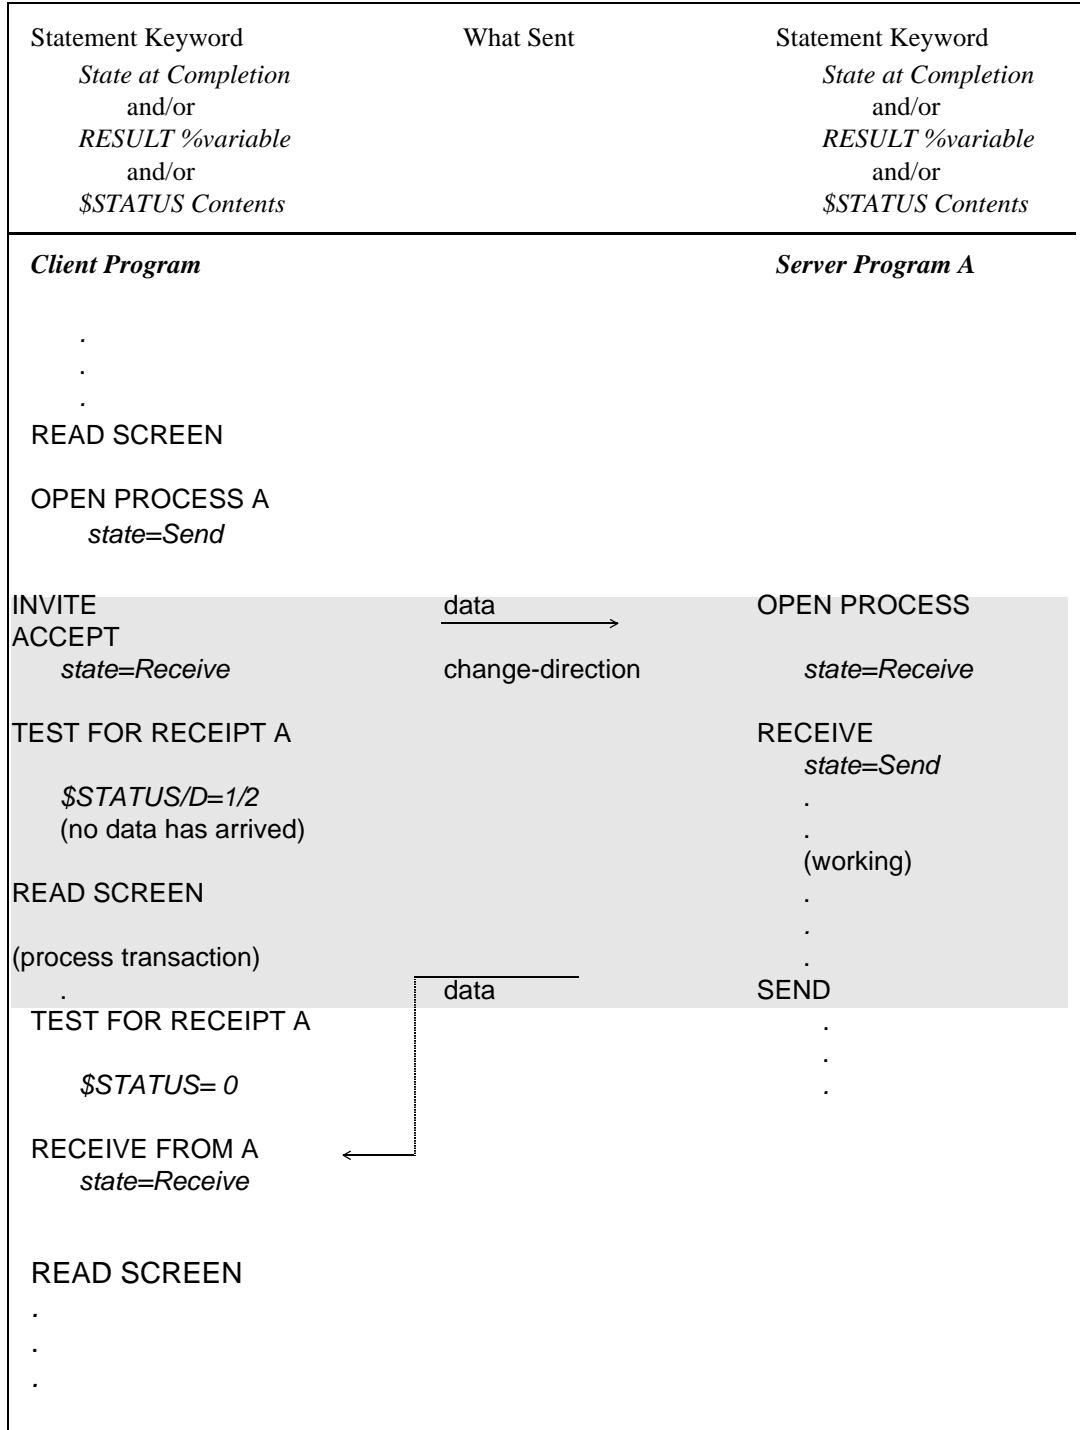 Statement Keyword What Sent Statement Keyword
State at Completion State at Completion
and/or and/or
RESULT %variable RESULT %variable
and/or and/or
$STATUS Contents $STATUS Contents
Client Program Server Program A
.
.
.
READ SCREEN
OPEN PROCESS A
state=Send
INVITE data OPEN PROCESS
ACCEPT
state=Receive change-direction state=Receive
TEST FOR RECEIPT A RECEIVE
state=Send
$STATUS/D=1/2 .
(no data has arrived) .
(working)
READ SCREEN .
.
(process transaction) .
. data SEND
TEST FOR RECEIPT A .
.
$STATUS= 0 .
RECEIVE FROM A
state=Receive
READ SCREEN
.
.
.